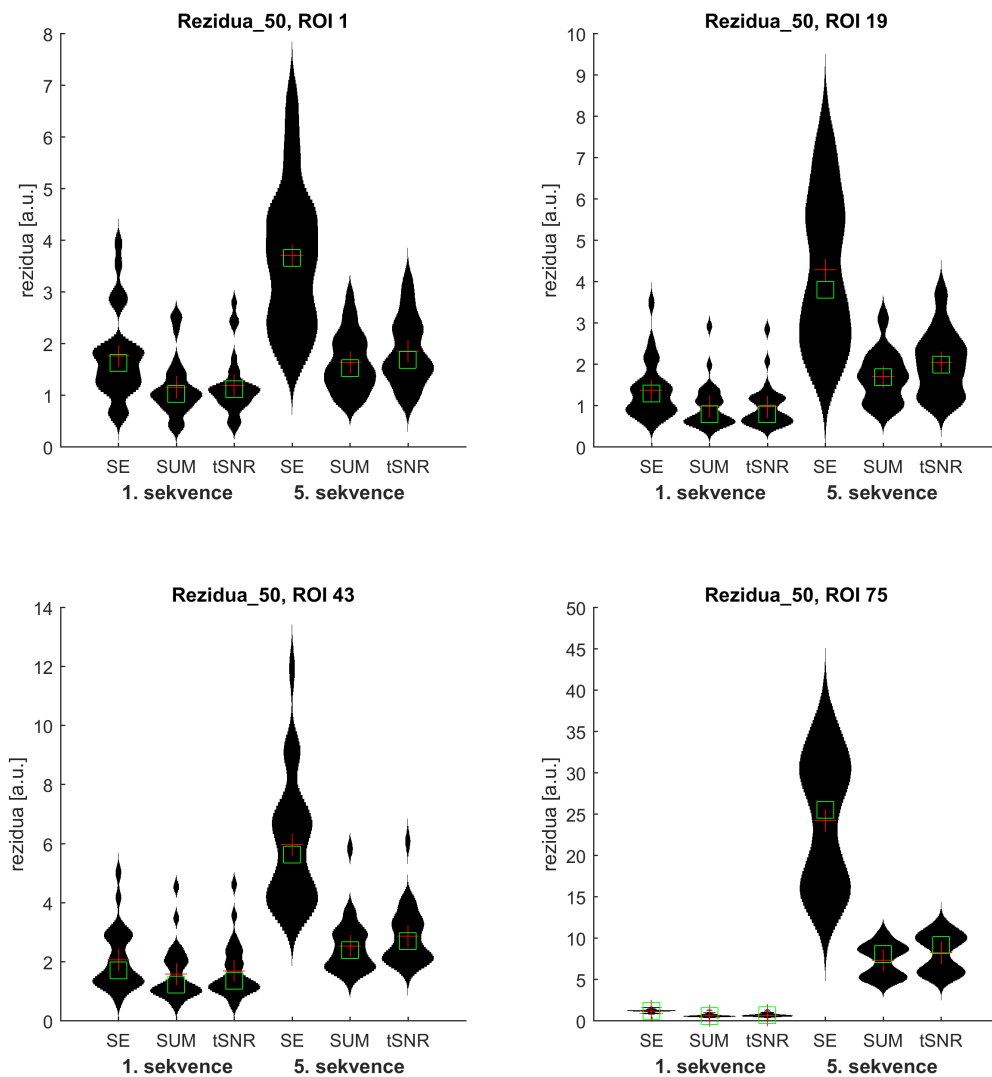 Rezidua_50, ROI 1
rezidua [a.u.]
8
7
6
5
4
3
2
1
0
SE SUM tSNR SE SUM tSNR
1. sekvence 5. sekvence
Rezidua_50, ROI 19
rezidua [a.u.]
10
9
8
7
6
5
4
3
2
1
0
SE SUM tSNR SE SUM tSNR
1. sekvence 5. sekvence
Rezidua_50, ROI 43
rezidua [a.u.]
14
12
10
8
6
4
2
0
SE SUM tSNR SE SUM tSNR
1. sekvence 5. sekvence
Rezidua_50, ROI 75
rezidua [a.u.]
50
45
40
35
30
25
20
15
10
5
0
SE SUM tSNR SE SUM tSNR
1. sekvence 5. sekvence